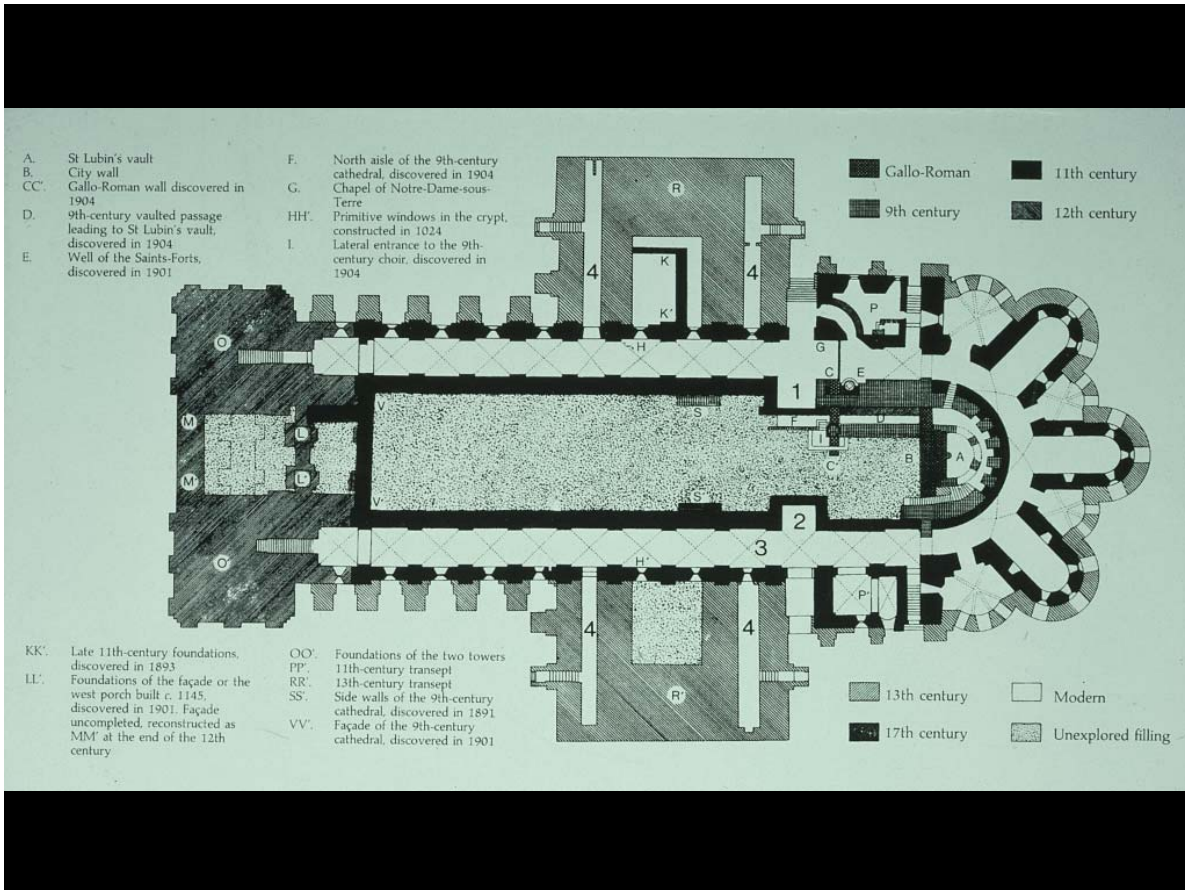 A. St Lubin's vault
B. City wall
CC'. Gallo-Roman wall discovered in
1904
D. 9th-century vaulted passage
leading to St Lubin's vault,
discovered in 1904
E. Well of the Saints-Forts,
discovered in 1901
F. North aisle of the 9th-century
cathedral, discovered in 1904
G. Chapel of Notre-Dame-sous-
Terre
HH'. Primitive windows in the crypt,
constructed in 1024
I. Lateral entrance to the 9th-
century choir, discovered in
1904
Gallo-Roman
9th century
11th century
12th century
R
4
4
K
K'
P
O
H
G
C
E
1
M
L
V
S
F
D
I
A
M'
L'
V'
S'
C'
B
2
3
O'
H'
P'
4
4
R'
KK'. Late 11th-century foundations,
discovered in 1893
LL'. Foundations of the façade or the
west porch built c. 1145,
discovered in 1901. Façade
uncompleted, reconstructed as
MM' at the end of the 12th
century
OO'. Foundations of the two towers
PP'. 11th-century transept
RR'. 13th-century transept
SS'. Side walls of the 9th-century
cathedral, discovered in 1891
VV'. Façade of the 9th-century
cathedral, discovered in 1901
13th century
17th century
Modern
Unexplored filling